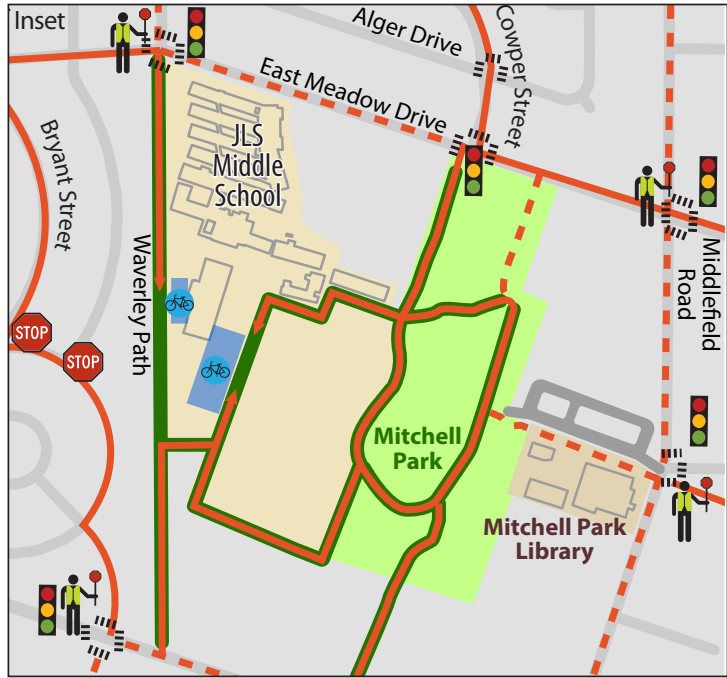 Inset
Alger Drive
Cowper Street
East Meadow Drive
JLS
Middle
School
Bryant Street
Waverley Path
Middlefield
Road
STOP
STOP
Mitchell
Park
Mitchell Park
Library